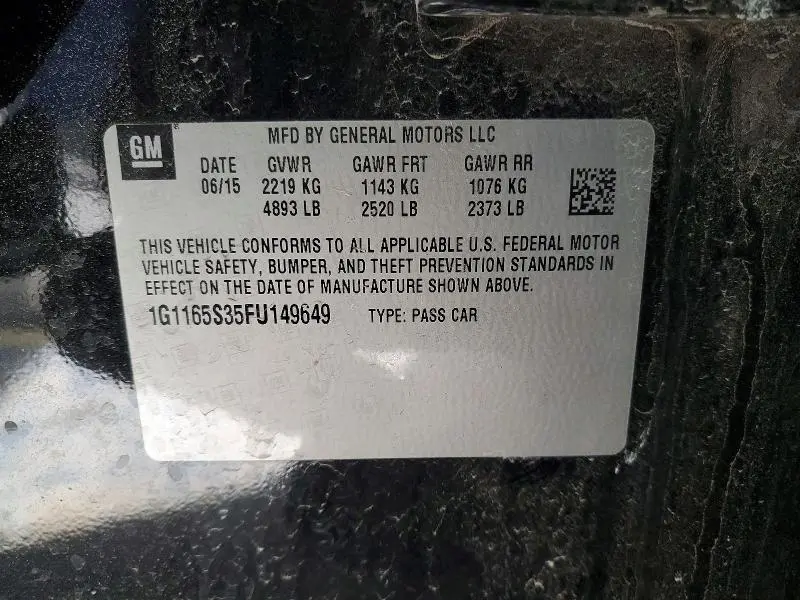 GM
MFD BY GENERAL MOTORS LLC
DATE GVWR GAWR FRT GAWR RR
06/15 2219 KG 1143 KG 1076 KG
4893 LB 2520 LB 2373 LB
THIS VEHICLE CONFORMS TO ALL APPLICABLE U.S. FEDERAL MOTOR
VEHICLE SAFETY, BUMPER, AND THEFT PREVENTION STANDARDS IN
EFFECT ON THE DATE OF MANUFACTURE SHOWN ABOVE.
1G1165S35FU149649 TYPE: PASS CAR